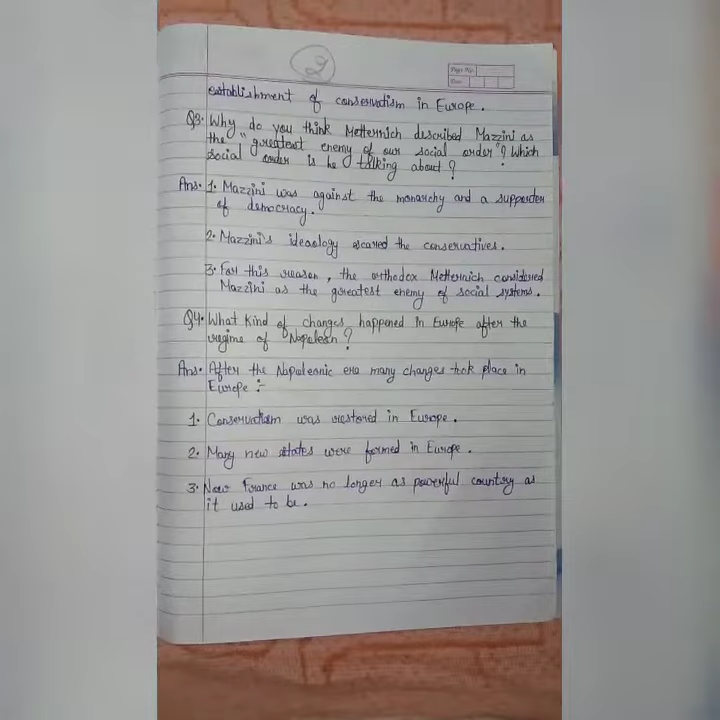 2
Page No.
Date
establishment of conservatism in Europe.
Q3. Why do you think Metternich described Mazzini as
the "greatest enemy of our social order"? Which
social order is he talking about?
Ans. 1. Mazzini was against the monarchy and a supporter
of democracy.
2. Mazzini's ideaology scared the conservatives.
3. For this reason, the orthodox Metternich considered
Mazzini as the greatest enemy of social systems.
Q4. What kind of changes happened in Europe after the
regime of Napolean?
Ans. After the Napoleanic era many changes took place in
Europe :-
1. Conservatism was restored in Europe.
2. Many new states were formed in Europe.
3. Now France was no longer as powerful country as
it used to be.